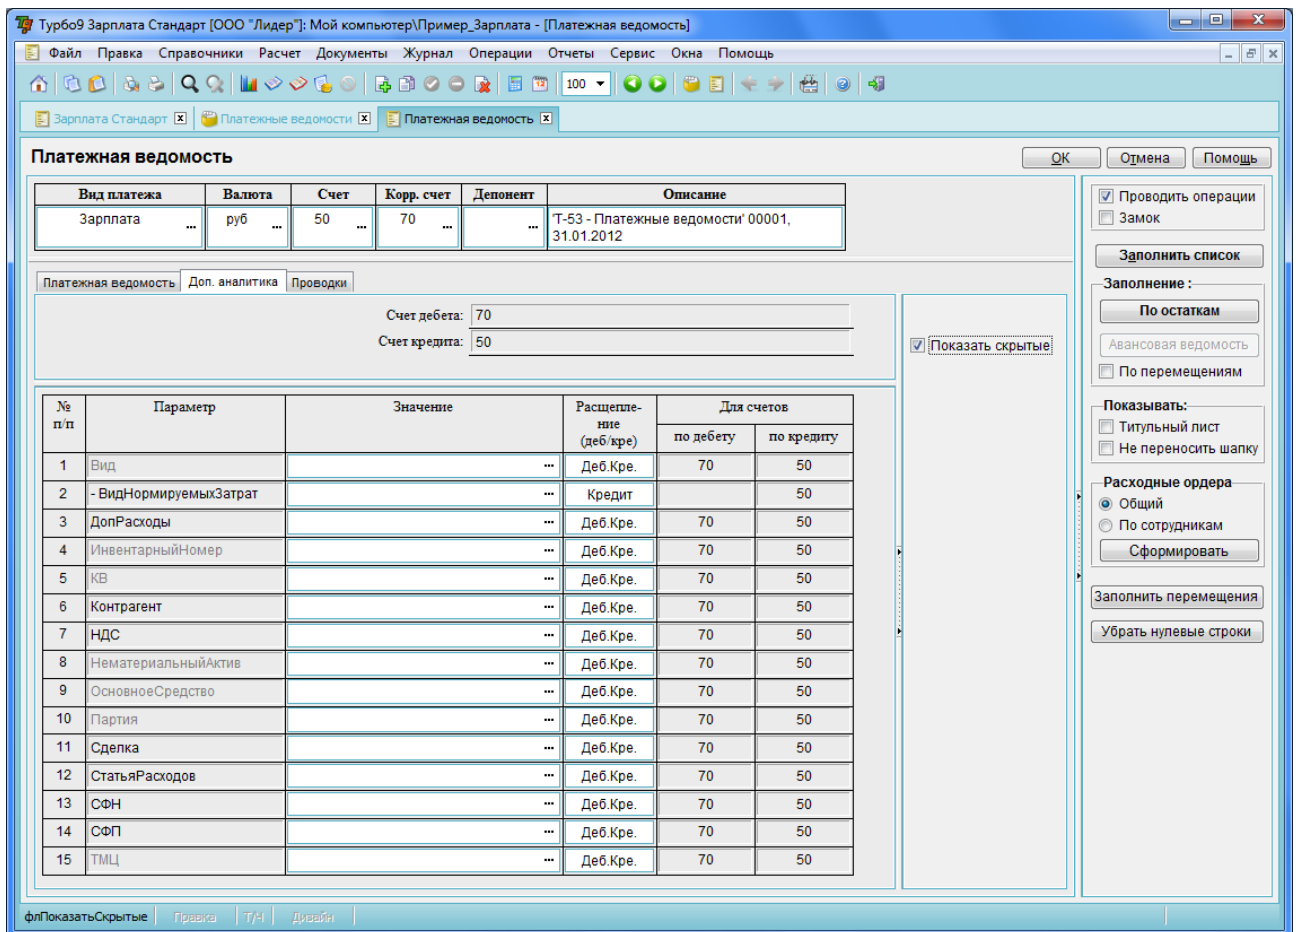 Турбо9 Зарплата Стандарт [ООО "Лидер"]: Мой компьютер\Пример_Зарплата - [Платежная ведомость]
Файл Правка Справочники Расчет Документы Журнал Операции Отчеты Сервис Окна Помощь
100
Зарплата Стандарт Платежные ведомости Платежная ведомость
Платежная ведомость ОК Отмена Помощь
Вид платежа Валюта Счет Корр. счет Депонент Описание
Зарплата ... руб ... 50 ... 70 ... ... 'Т-53 - Платежные ведомости' 00001,
31.01.2012
Проводить операции
Замок
Заполнить список
Заполнение :
По остаткам
Авансовая ведомость
По перемещениям
Показывать:
Титульный лист
Не переносить шапку
Расходные ордера
Общий
По сотрудникам
Сформировать
Заполнить перемещения
Убрать нулевые строки
Платежная ведомость Доп. аналитика Проводки
Счет дебета: 70
Счет кредита: 50
Показать скрытые
№ п/п Параметр Значение Расщепле-ние (деб/кре) Для счетов
по дебету по кредиту
1 Вид ... Деб.Кре. 70 50
2 - ВидНормируемыхЗатрат ... Кредит 50
3 ДопРасходы ... Деб.Кре. 70 50
4 ИнвентарныйНомер ... Деб.Кре. 70 50
5 КВ ... Деб.Кре. 70 50
6 Контрагент ... Деб.Кре. 70 50
7 НДС ... Деб.Кре. 70 50
8 НематериальныйАктив ... Деб.Кре. 70 50
9 ОсновноеСредство ... Деб.Кре. 70 50
10 Партия ... Деб.Кре. 70 50
11 Сделка ... Деб.Кре. 70 50
12 СтатьяРасходов ... Деб.Кре. 70 50
13 СФН ... Деб.Кре. 70 50
14 СФП ... Деб.Кре. 70 50
15 ТМЦ ... Деб.Кре. 70 50
флПоказатьСкрытые Правка Т/Ч Дизайн